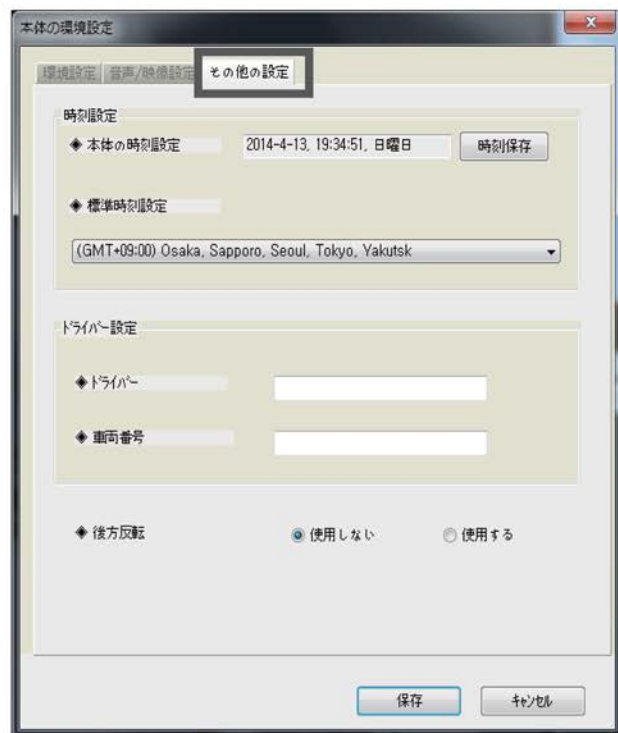 本体の環境設定
環境設定 音声/映像設定 その他の設定
時刻設定
◆ 本体の時刻設定 2014-4-13, 19:34:51, 日曜日 時刻保存
◆ 標準時刻設定
(GMT+09:00) Osaka, Sapporo, Seoul, Tokyo, Yakutsk
ﾄﾞﾗｲﾊﾞｰ設定
◆ ﾄﾞﾗｲﾊﾞｰ
◆ 車両番号
◆ 後方反転 使用しない 使用する
保存 ｷｬﾝｾﾙ